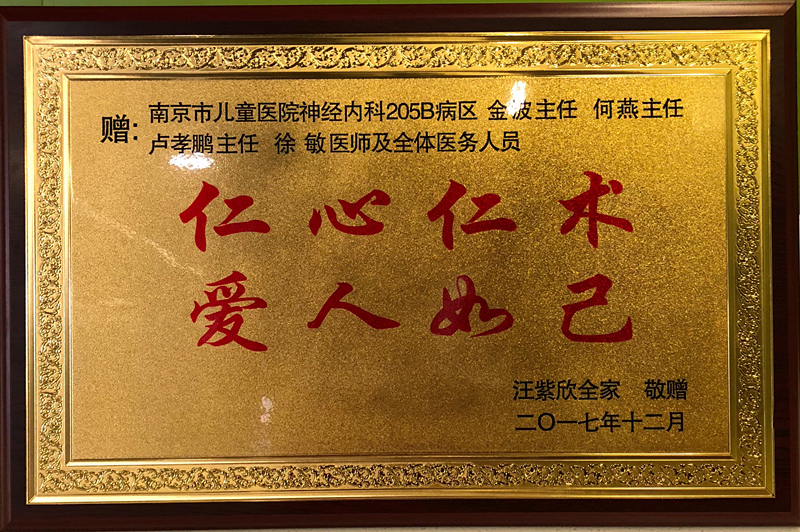 赠: 南京市儿童医院神经内科205B病区 金波主任 何燕主任
卢孝鹏主任 徐 敏医师及全体医务人员
仁心仁术
爱人如己
汪紫欣全家 敬赠
二〇一七年十二月